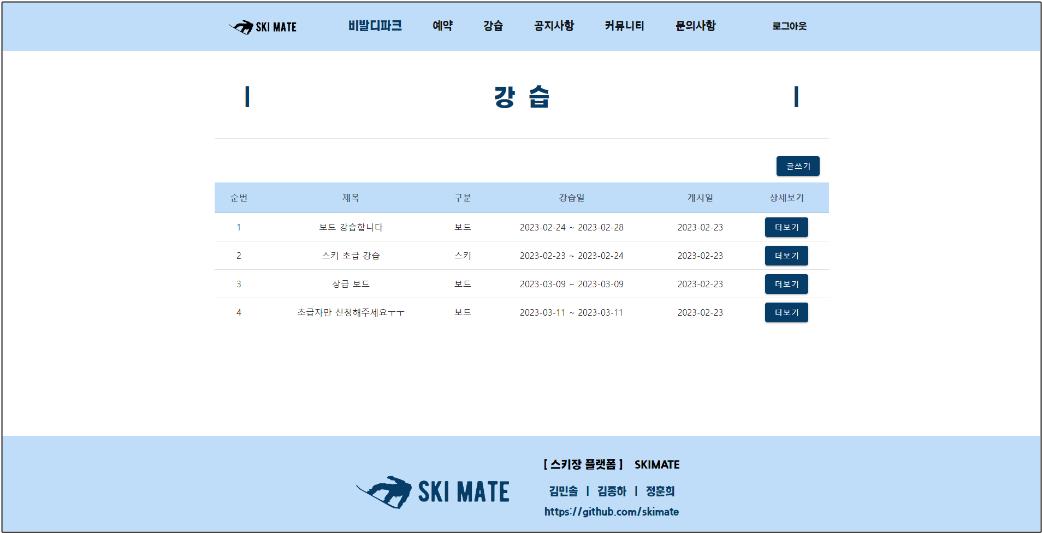 SKI MATE 비발디파크 예약 강습 공지사항 커뮤니티 문의사항 로그아웃
강 습
글쓰기
순번 제목 구분 강습일 게시일 상세보기
1 보드 강습합니다 보드 2023-02-24 ~ 2023-02-28 2023-02-23 더보기
2 스키 초급 강습 스키 2023-02-23 ~ 2023-02-24 2023-02-23 더보기
3 상급 보드 보드 2023-03-09 ~ 2023-03-09 2023-02-23 더보기
4 초급자만 신청해주세요ㅜㅜ 보드 2023-03-11 ~ 2023-03-11 2023-02-23 더보기
[ 스키장 플랫폼 ] SKIMATE
SKI MATE
김민솔 | 김종하 | 정훈희
https://github.com/skimate